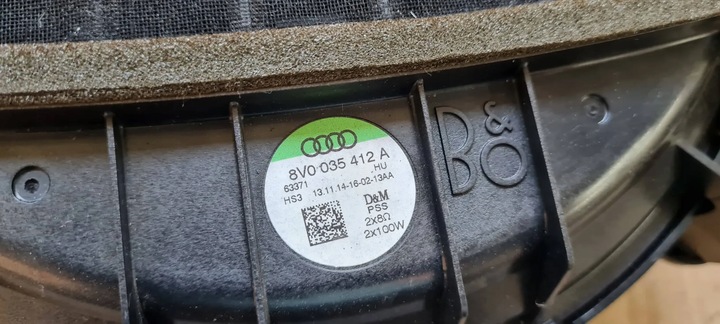 8V0 035 412 A
63371 HU
HS3 13.11.14-16-02-13AA
D&M
PSS
2x8Ω
2x100W
B&O